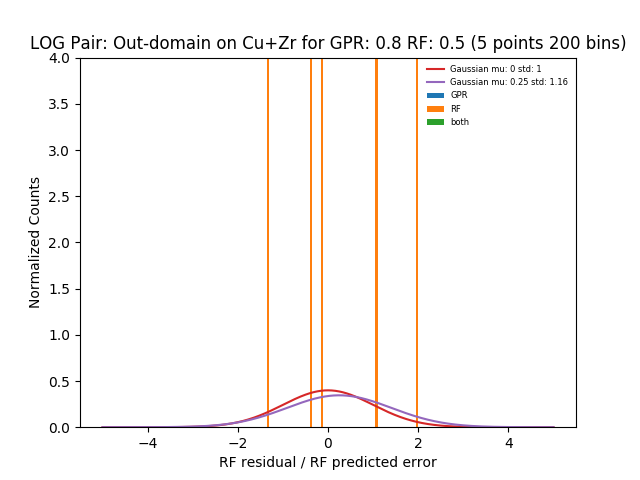 LOG Pair: Out-domain on Cu+Zr for GPR: 0.8 RF: 0.5 (5 points 200 bins)
4.0
3.5
3.0
2.5
2.0
1.5
1.0
0.5
0.0
Normalized Counts
Gaussian mu: 0 std: 1
Gaussian mu: 0.25 std: 1.16
GPR
RF
both
−4
−2
0
2
4
RF residual / RF predicted error